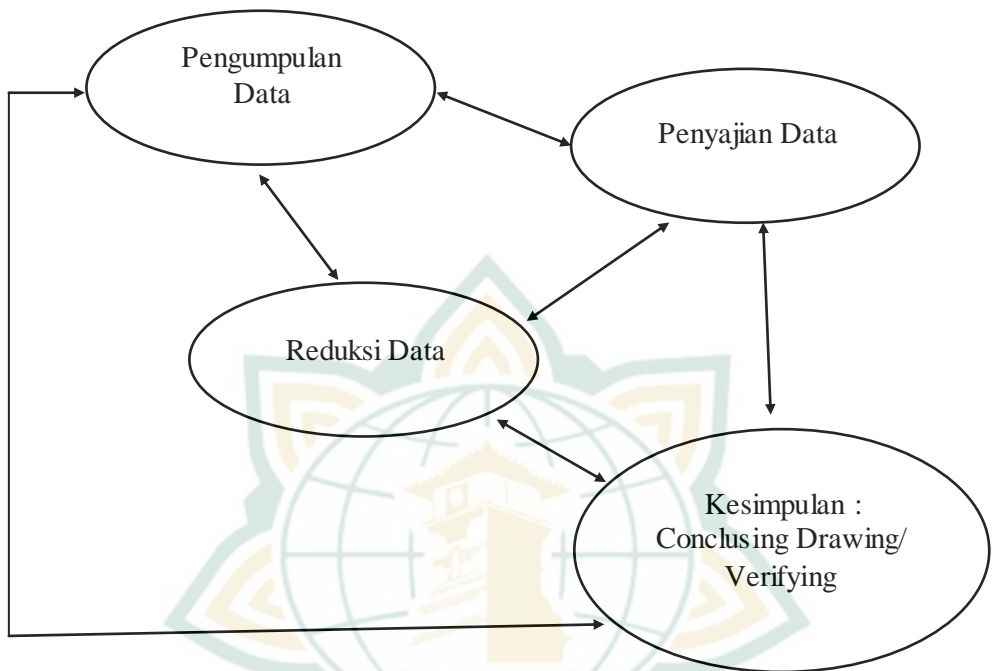 Pengumpulan
Data
Penyajian Data
Reduksi Data
Kesimpulan :
Conclusing Drawing/
Verifying